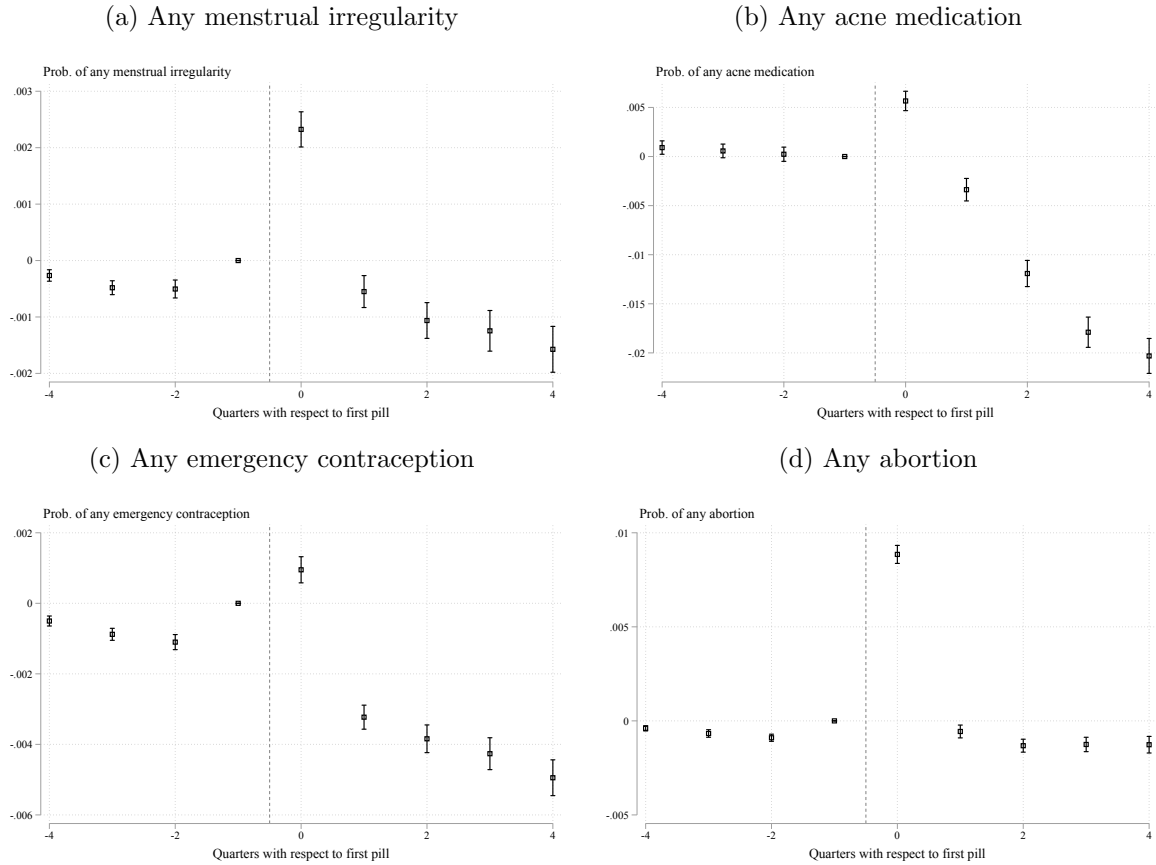 (a) Any menstrual irregularity
Prob. of any menstrual irregularity
.003
.002
.001
0
-.001
-.002
-4 -2 0 2 4
Quarters with respect to first pill
(b) Any acne medication
Prob. of any acne medication
.005
0
-.005
-.01
-.015
-.02
-4 -2 0 2 4
Quarters with respect to first pill
(c) Any emergency contraception
Prob. of any emergency contraception
.002
0
-.002
-.004
-.006
-4 -2 0 2 4
Quarters with respect to first pill
(d) Any abortion
Prob. of any abortion
.01
.005
0
-.005
-4 -2 0 2 4
Quarters with respect to first pill